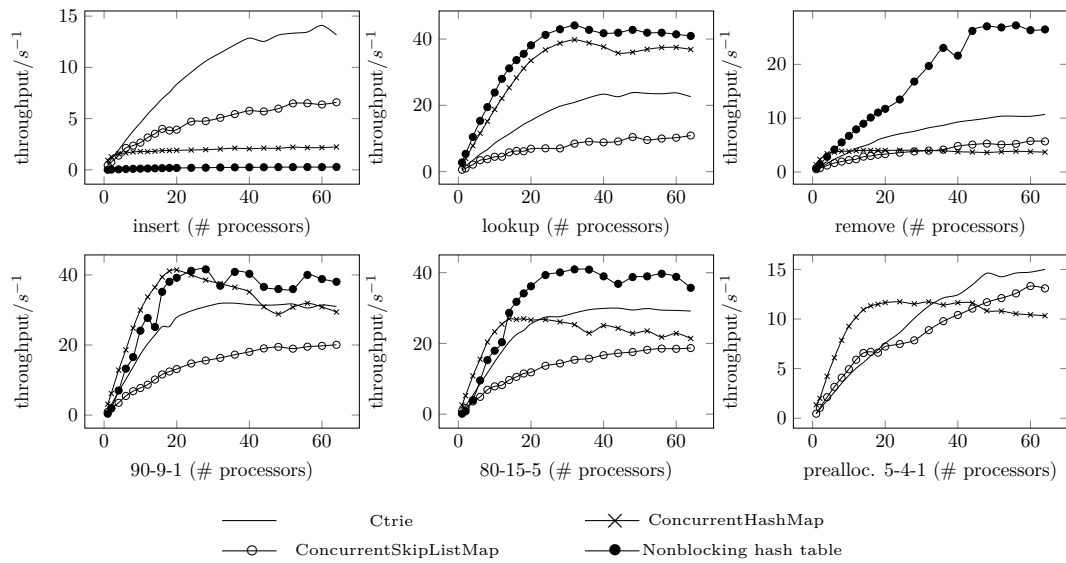 throughput/s⁻¹
15
10
5
0
0 20 40 60
insert (# processors)
throughput/s⁻¹
40
20
0
0 20 40 60
lookup (# processors)
throughput/s⁻¹
30
20
10
0
0 20 40 60
remove (# processors)
throughput/s⁻¹
40
20
0
0 20 40 60
90-9-1 (# processors)
throughput/s⁻¹
60
40
20
0
0 20 40 60
80-15-5 (# processors)
throughput/s⁻¹
15
10
5
0
0 20 40 60
prealloc. 5-4-1 (# processors)
Ctrie
ConcurrentHashMap
ConcurrentSkipListMap
Nonblocking hash table